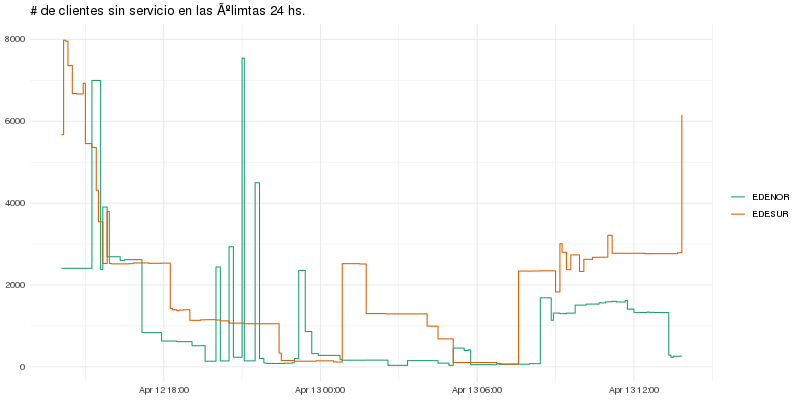 # de clientes sin servicio en las Ãºlimtas 24 hs.
8000
6000
4000
2000
0
Apr 12 18:00
Apr 13 00:00
Apr 13 06:00
Apr 13 12:00
EDENOR
EDESUR